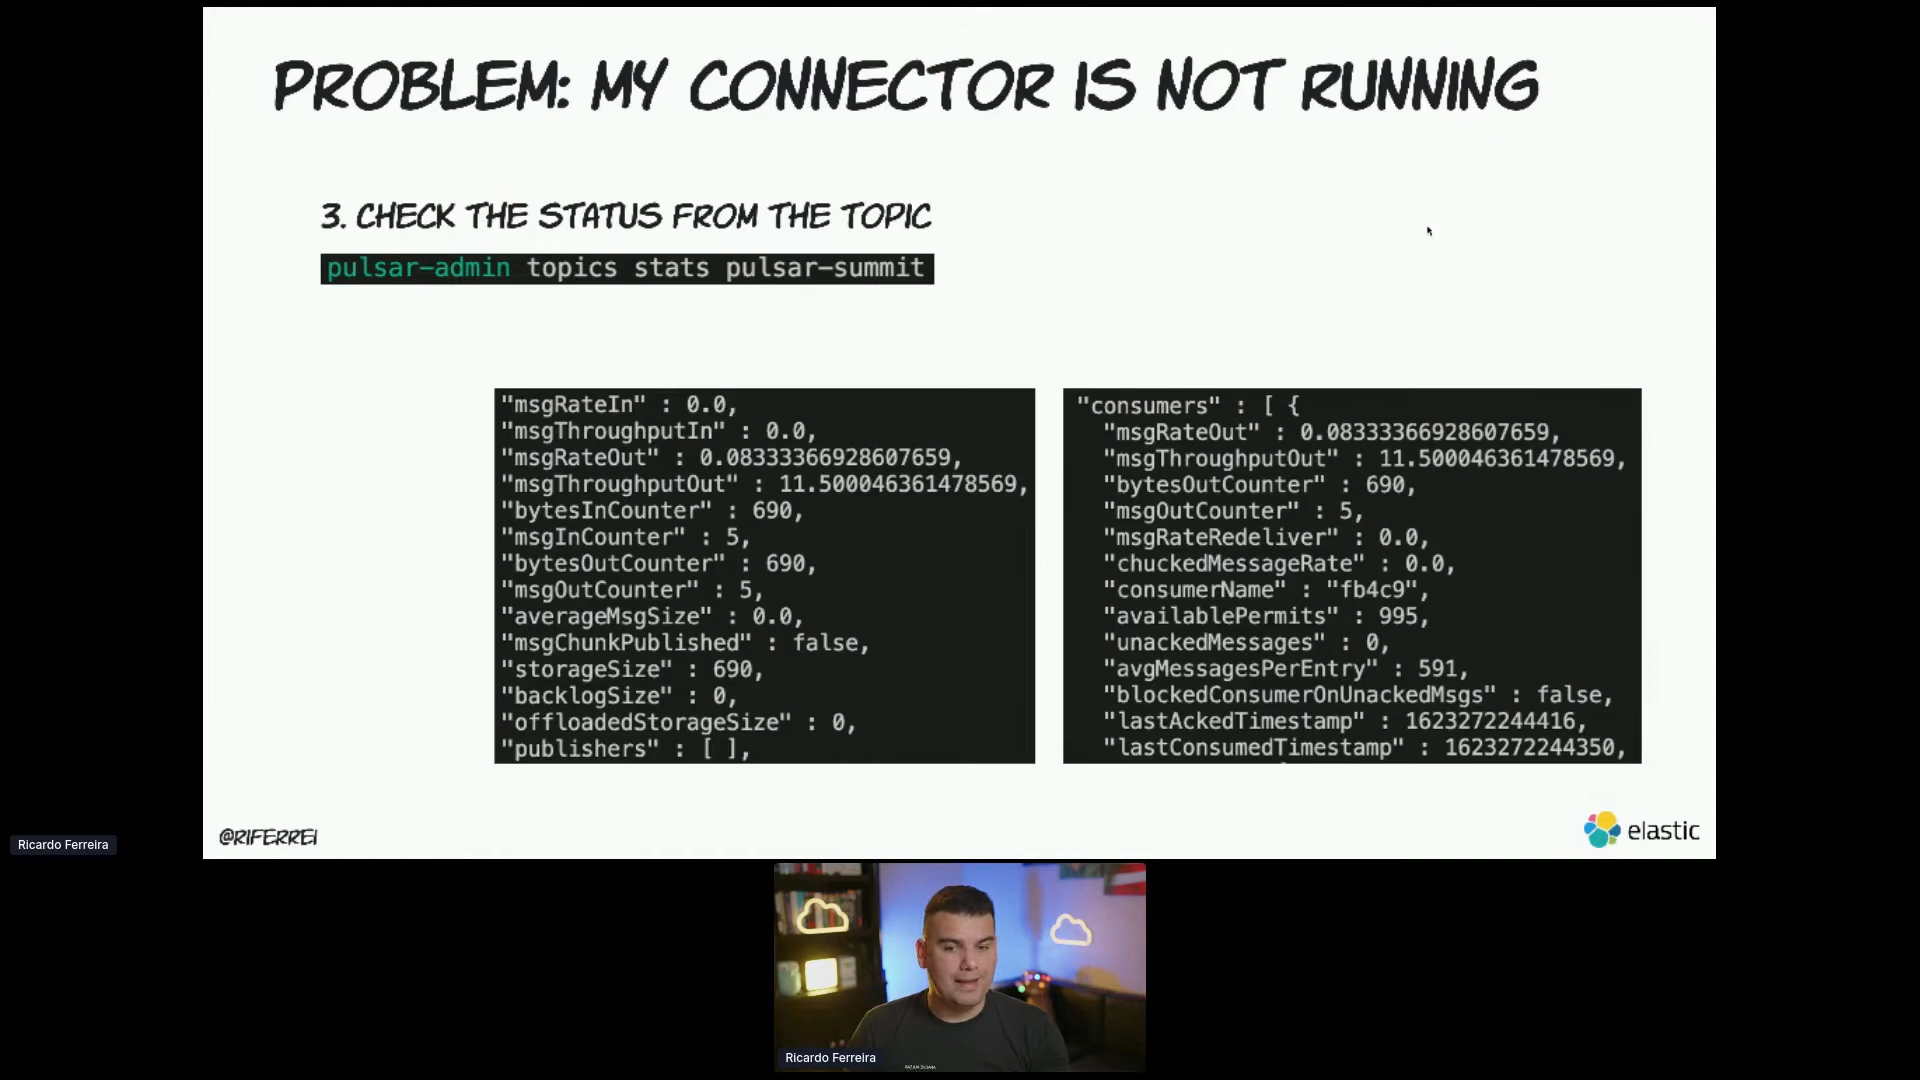 PROBLEM: MY CONNECTOR IS NOT RUNNING
3. CHECK THE STATUS FROM THE TOPIC
pulsar-admin topics stats pulsar-summit
"msgRateIn" : 0.0,
"msgThroughputIn" : 0.0,
"msgRateOut" : 0.08333366928607659,
"msgThroughputOut" : 11.500046361478569,
"bytesInCounter" : 690,
"msgInCounter" : 5,
"bytesOutCounter" : 690,
"msgOutCounter" : 5,
"averageMsgSize" : 0.0,
"msgChunkPublished" : false,
"storageSize" : 690,
"backlogSize" : 0,
"offloadedStorageSize" : 0,
"publishers" : [ ],
"consumers" : [ {
"msgRateOut" : 0.08333366928607659,
"msgThroughputOut" : 11.500046361478569,
"bytesOutCounter" : 690,
"msgOutCounter" : 5,
"msgRateRedeliver" : 0.0,
"chuckedMessageRate" : 0.0,
"consumerName" : "fb4c9",
"availablePermits" : 995,
"unackedMessages" : 0,
"avgMessagesPerEntry" : 591,
"blockedConsumerOnUnackedMsgs" : false,
"lastAckedTimestamp" : 1623272244416,
"lastConsumedTimestamp" : 1623272244350,
@RIFERREI
elastic
Ricardo Ferreira
Ricardo Ferreira